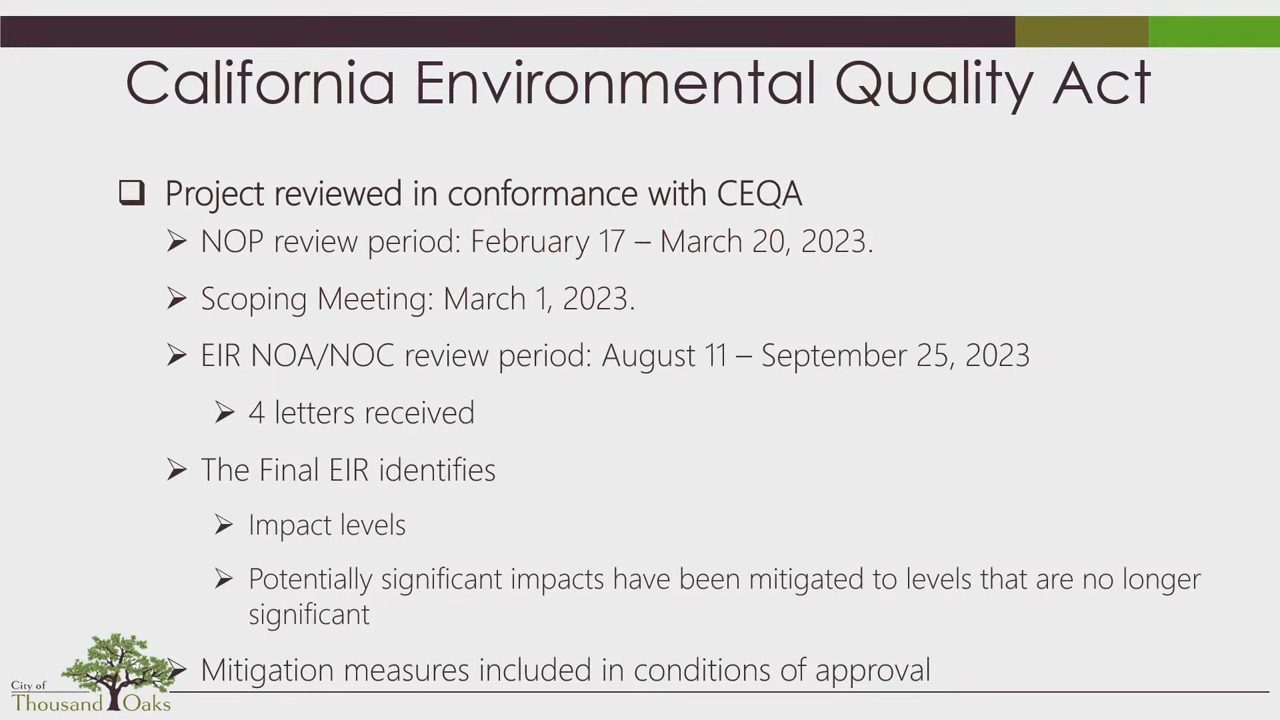 California Environmental Quality Act
❑ Project reviewed in conformance with CEQA
➢ NOP review period: February 17 – March 20, 2023.
➢ Scoping Meeting: March 1, 2023.
➢ EIR NOA/NOC review period: August 11 – September 25, 2023
➢ 4 letters received
➢ The Final EIR identifies
➢ Impact levels
➢ Potentially significant impacts have been mitigated to levels that are no longer
significant
➢ Mitigation measures included in conditions of approval
City of
Thousand Oaks